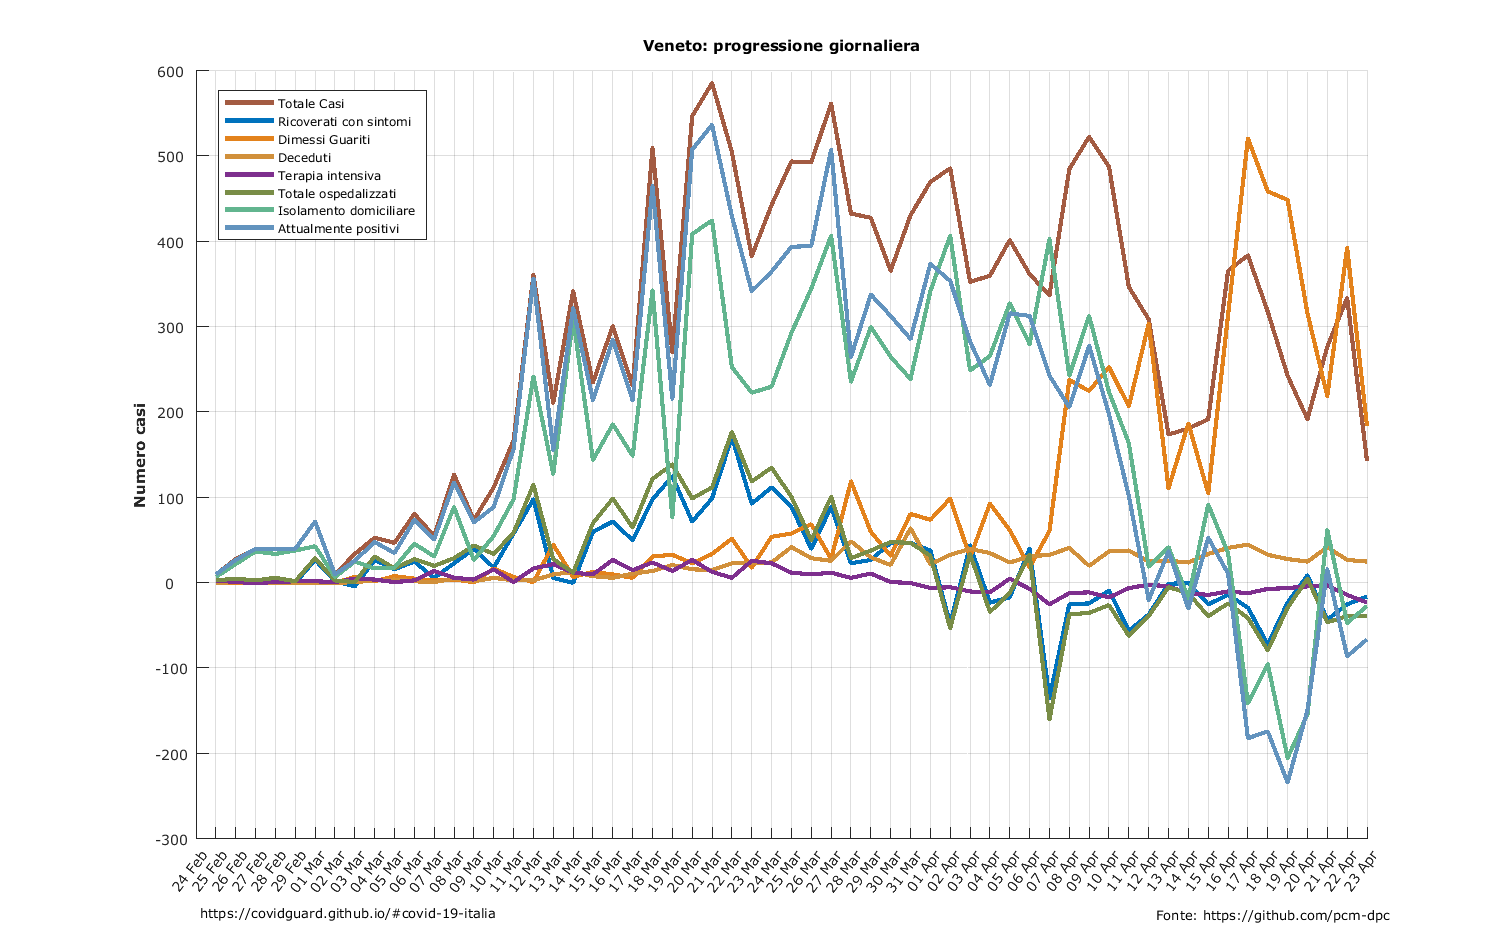 Veneto: progressione giornaliera
600
500
400
300
200
100
0
-100
-200
-300
Numero casi
Totale Casi
Ricoverati con sintomi
Dimessi Guariti
Deceduti
Terapia intensiva
Totale ospedalizzati
Isolamento domiciliare
Attualmente positivi
24 Feb
25 Feb
26 Feb
27 Feb
28 Feb
29 Feb
01 Mar
02 Mar
03 Mar
04 Mar
05 Mar
06 Mar
07 Mar
08 Mar
09 Mar
10 Mar
11 Mar
12 Mar
13 Mar
14 Mar
15 Mar
16 Mar
17 Mar
18 Mar
19 Mar
20 Mar
21 Mar
22 Mar
23 Mar
24 Mar
25 Mar
26 Mar
27 Mar
28 Mar
29 Mar
30 Mar
31 Mar
01 Apr
02 Apr
03 Apr
04 Apr
05 Apr
06 Apr
07 Apr
08 Apr
09 Apr
10 Apr
11 Apr
12 Apr
13 Apr
14 Apr
15 Apr
16 Apr
17 Apr
18 Apr
19 Apr
20 Apr
21 Apr
22 Apr
23 Apr
https://covidguard.github.io/#covid-19-italia
Fonte: https://github.com/pcm-dpc